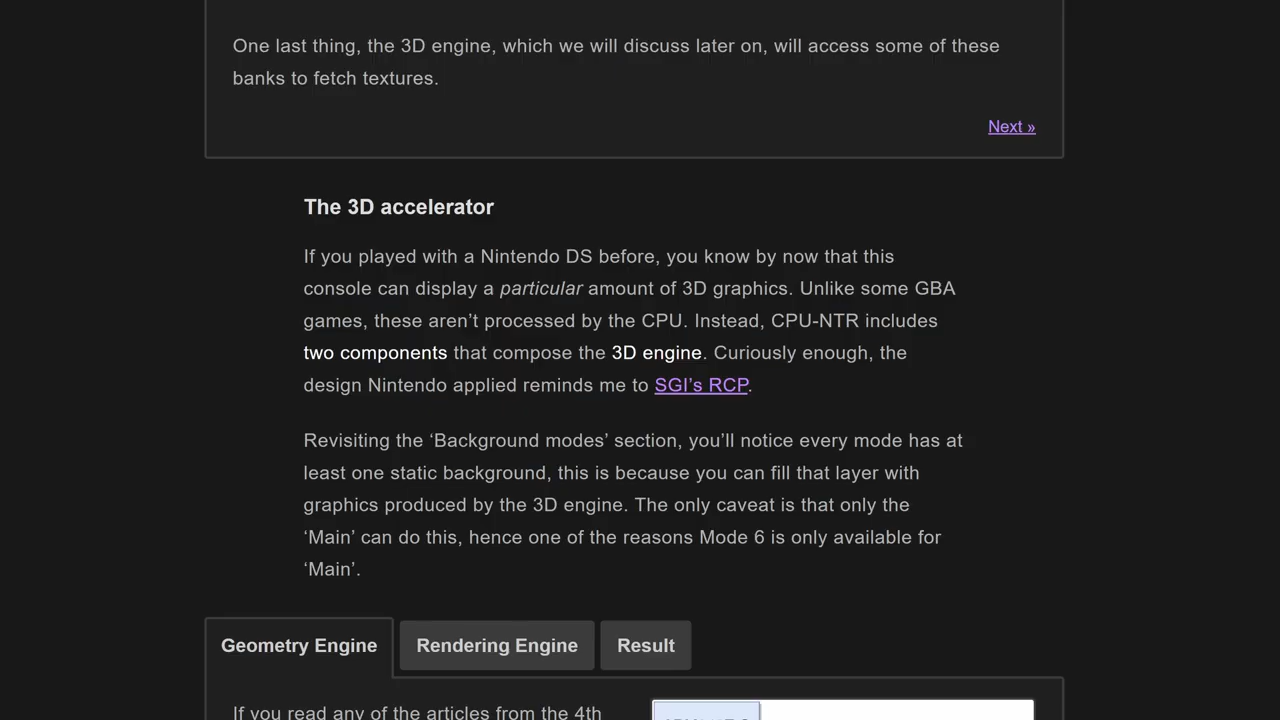 One last thing, the 3D engine, which we will discuss later on, will access some of these
banks to fetch textures.
Next »
The 3D accelerator
If you played with a Nintendo DS before, you know by now that this
console can display a particular amount of 3D graphics. Unlike some GBA
games, these aren’t processed by the CPU. Instead, CPU-NTR includes
two components that compose the 3D engine. Curiously enough, the
design Nintendo applied reminds me to SGI’s RCP.
Revisiting the ‘Background modes’ section, you’ll notice every mode has at
least one static background, this is because you can fill that layer with
graphics produced by the 3D engine. The only caveat is that only the
‘Main’ can do this, hence one of the reasons Mode 6 is only available for
‘Main’.
Geometry Engine Rendering Engine Result
If you read any of the articles from the 4th